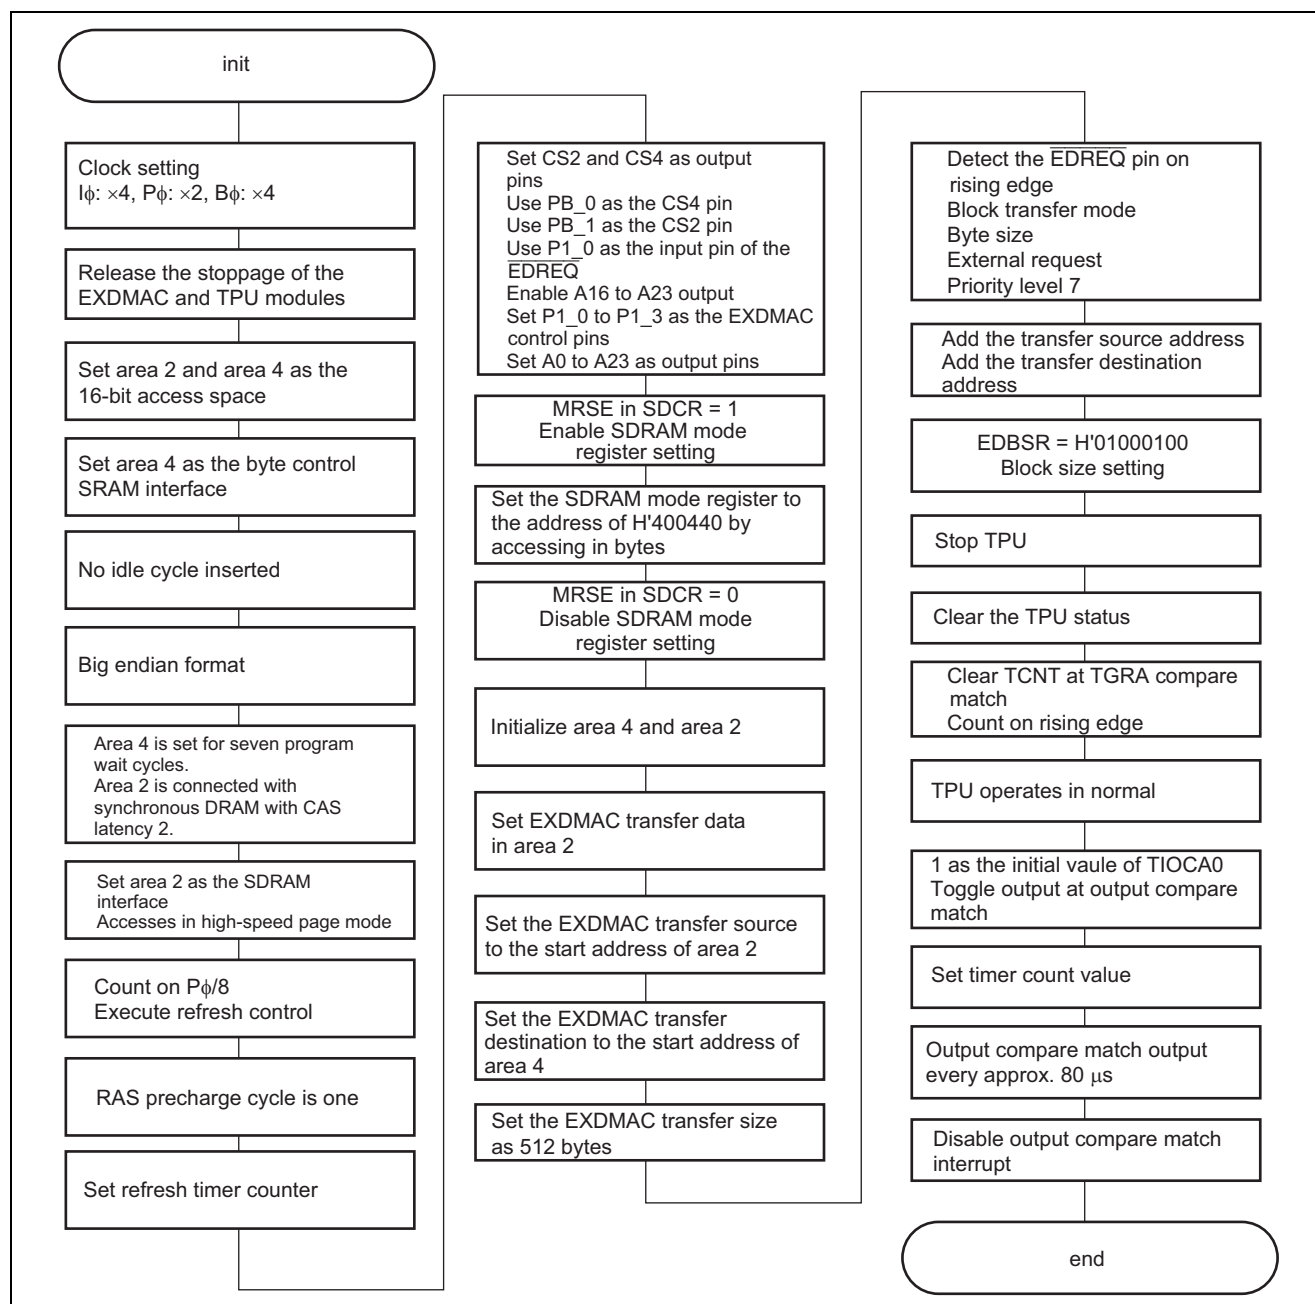 init
Clock setting
Iϕ: ×4, Pϕ: ×2, Bϕ: ×4
Release the stoppage of the
EXDMAC and TPU modules
Set area 2 and area 4 as the
16-bit access space
Set area 4 as the byte control
SRAM interface
No idle cycle inserted
Big endian format
Area 4 is set for seven program
wait cycles.
Area 2 is connected with
synchronous DRAM with CAS
latency 2.
Set area 2 as the SDRAM
interface
Accesses in high-speed page mode
Count on Pϕ/8
Execute refresh control
RAS precharge cycle is one
Set refresh timer counter
Set CS2 and CS4 as output
pins
Use PB_0 as the CS4 pin
Use PB_1 as the CS2 pin
Use P1_0 as the input pin of the
EDREQ
Enable A16 to A23 output
Set P1_0 to P1_3 as the EXDMAC
control pins
Set A0 to A23 as output pins
MRSE in SDCR = 1
Enable SDRAM mode
register setting
Set the SDRAM mode register to
the address of H'400440 by
accessing in bytes
MRSE in SDCR = 0
Disable SDRAM mode
register setting
Initialize area 4 and area 2
Set EXDMAC transfer data
in area 2
Set the EXDMAC transfer source
to the start address of area 2
Set the EXDMAC transfer
destination to the start address of
area 4
Set the EXDMAC transfer size
as 512 bytes
Detect the EDREQ pin on
rising edge
Block transfer mode
Byte size
External request
Priority level 7
Add the transfer source address
Add the transfer destination
address
EDBSR = H'01000100
Block size setting
Stop TPU
Clear the TPU status
Clear TCNT at TGRA compare
match
Count on rising edge
TPU operates in normal
1 as the initial vaule of TIOCA0
Toggle output at output compare
match
Set timer count value
Output compare match output
every approx. 80 μs
Disable output compare match
interrupt
end